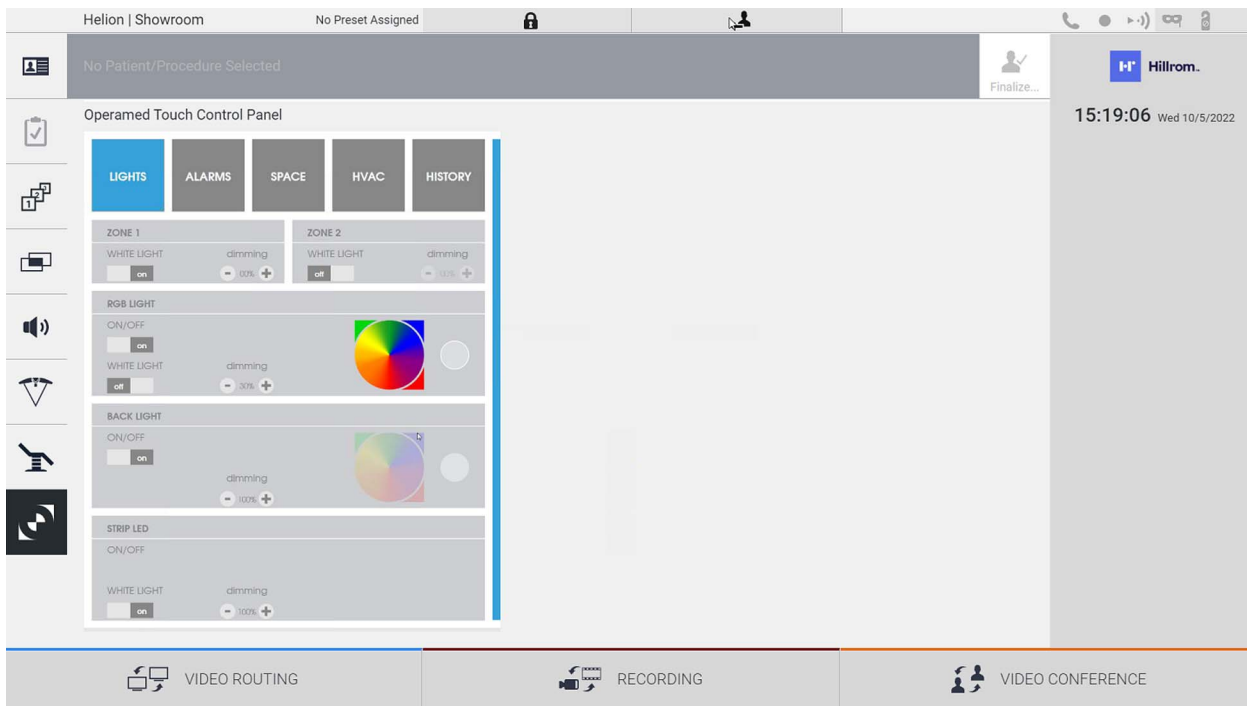 Helion | Showroom
No Preset Assigned
No Patient/Procedure Selected
Finalize...
Hillrom.
15:19:06 Wed 10/5/2022
Operamed Touch Control Panel
LIGHTS ALARMS SPACE HVAC HISTORY
1 2 3
ZONE 1
WHITE LIGHT dimming
on
ZONE 2
WHITE LIGHT dimming
off
RGB LIGHT
ON/OFF
on
WHITE LIGHT dimming
off - 30% +
BACK LIGHT
ON/OFF
on
dimming
- 100% +
STRIP LED
ON/OFF
WHITE LIGHT dimming
on - 100% +
VIDEO ROUTING
RECORDING
VIDEO CONFERENCE